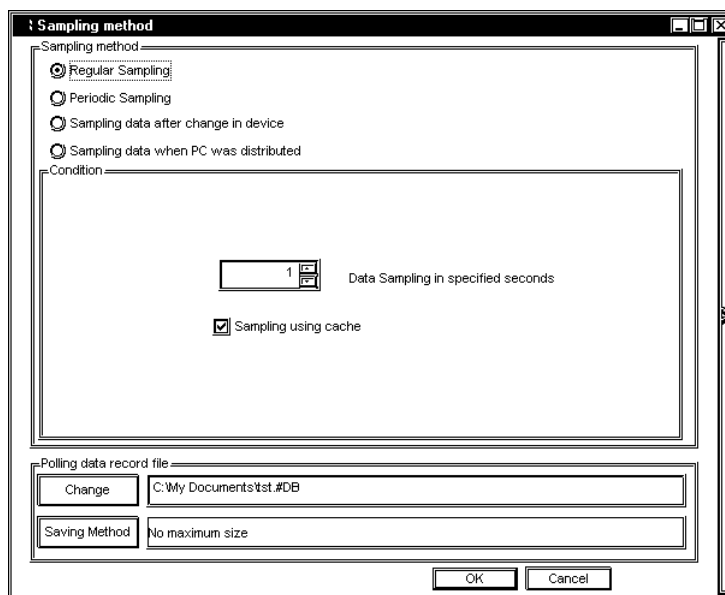 Sampling method
Sampling method
Regular Sampling
Periodic Sampling
Sampling data after change in device
Sampling data when PC was distributed
Condition
1
Data Sampling in specified seconds
Sampling using cache
Polling data record file
Change
C:\My Documents\tst.#DB
Saving Method
No maximum size
OK
Cancel